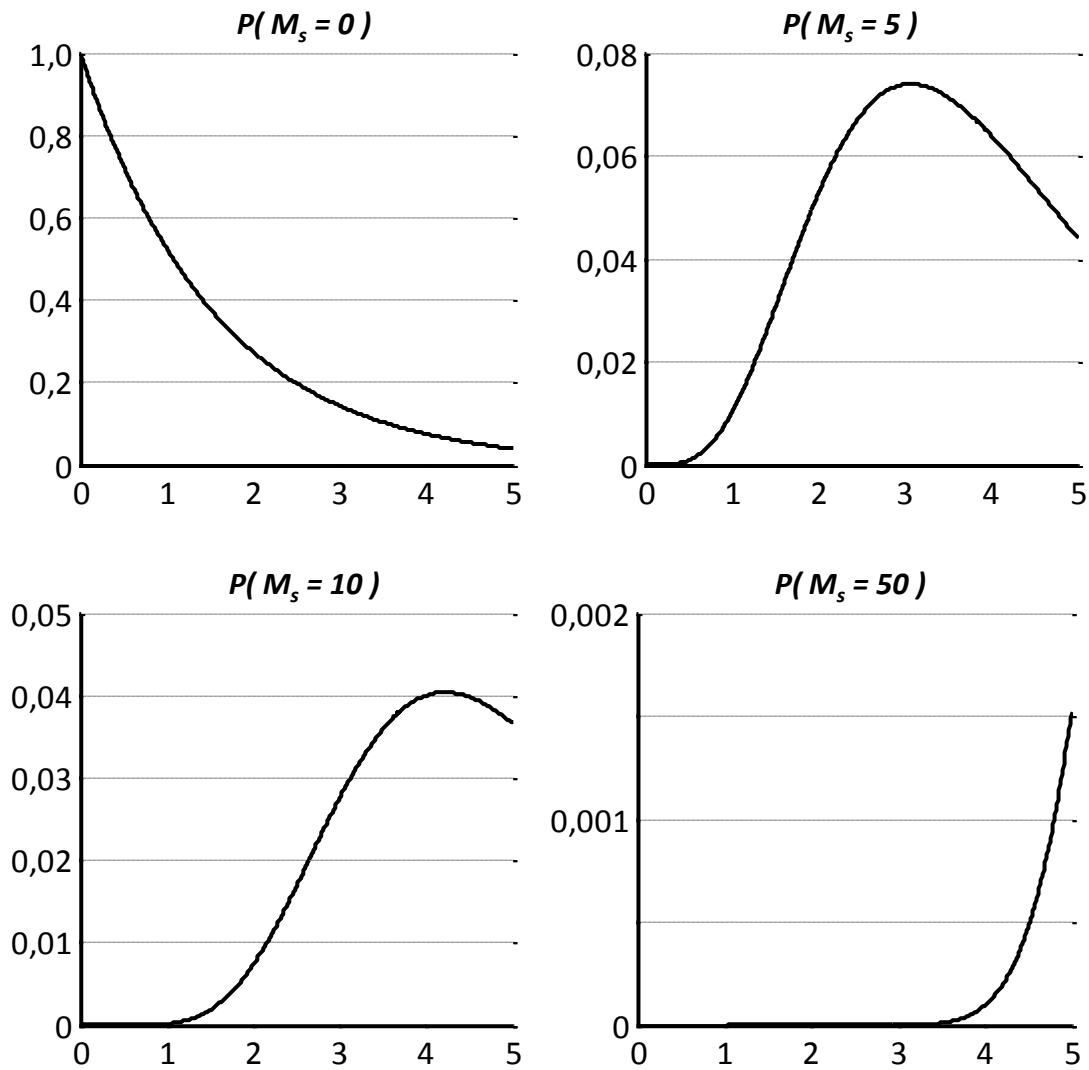 P( M_s = 0 )
1,0
0,8
0,6
0,4
0,2
0
0 1 2 3 4 5
P( M_s = 5 )
0,08
0,06
0,04
0,02
0
0 1 2 3 4 5
P( M_s = 10 )
0,05
0,04
0,03
0,02
0,01
0
0 1 2 3 4 5
P( M_s = 50 )
0,002
0,001
0
0 1 2 3 4 5